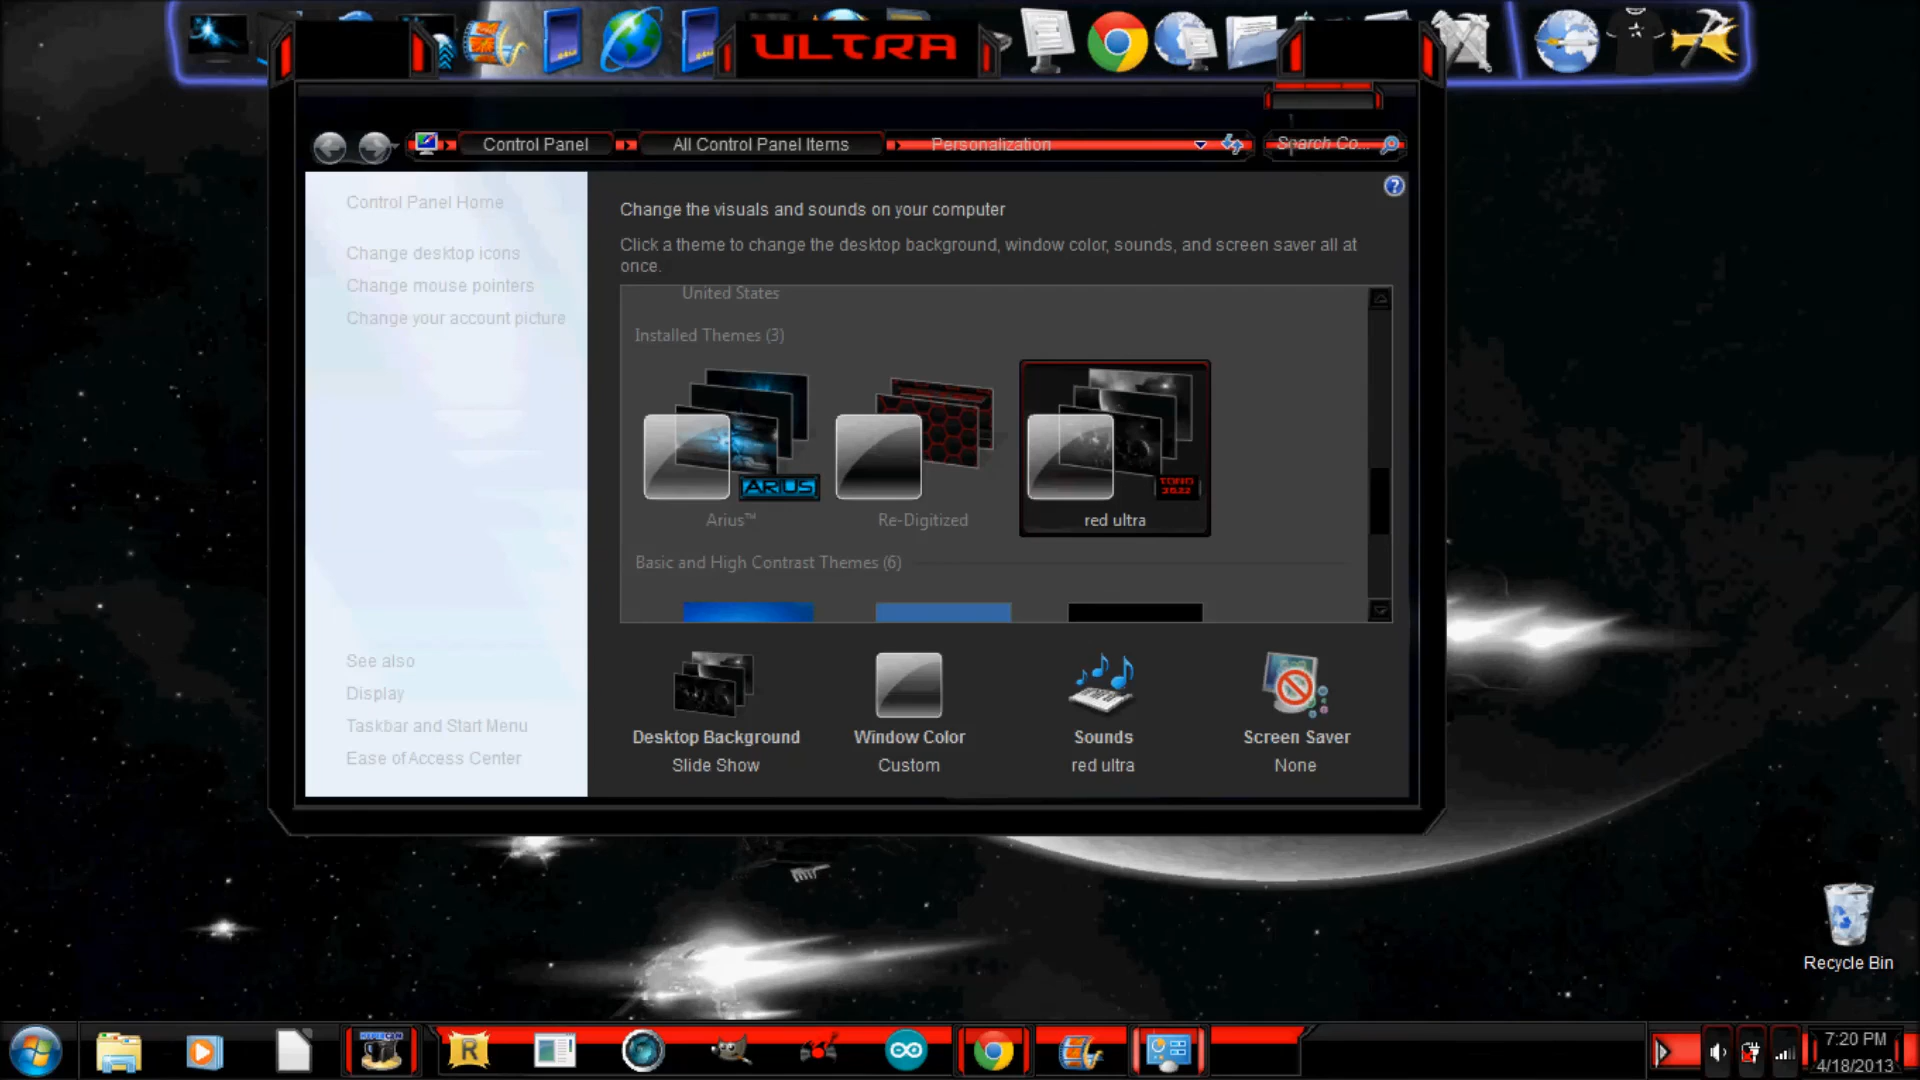 ULTRA
Control Panel
All Control Panel Items
Personalization
Search Co...
Control Panel Home
Change desktop icons
Change mouse pointers
Change your account picture
See also
Display
Taskbar and Start Menu
Ease of Access Center
Change the visuals and sounds on your computer
Click a theme to change the desktop background, window color, sounds, and screen saver all at
once.
United States
Installed Themes (3)
ARIUS
Arius™
Re-Digitized
red ultra
Basic and High Contrast Themes (6)
Desktop Background
Slide Show
Window Color
Custom
Sounds
red ultra
Screen Saver
None
Recycle Bin
R
7:20 PM
4/18/2013